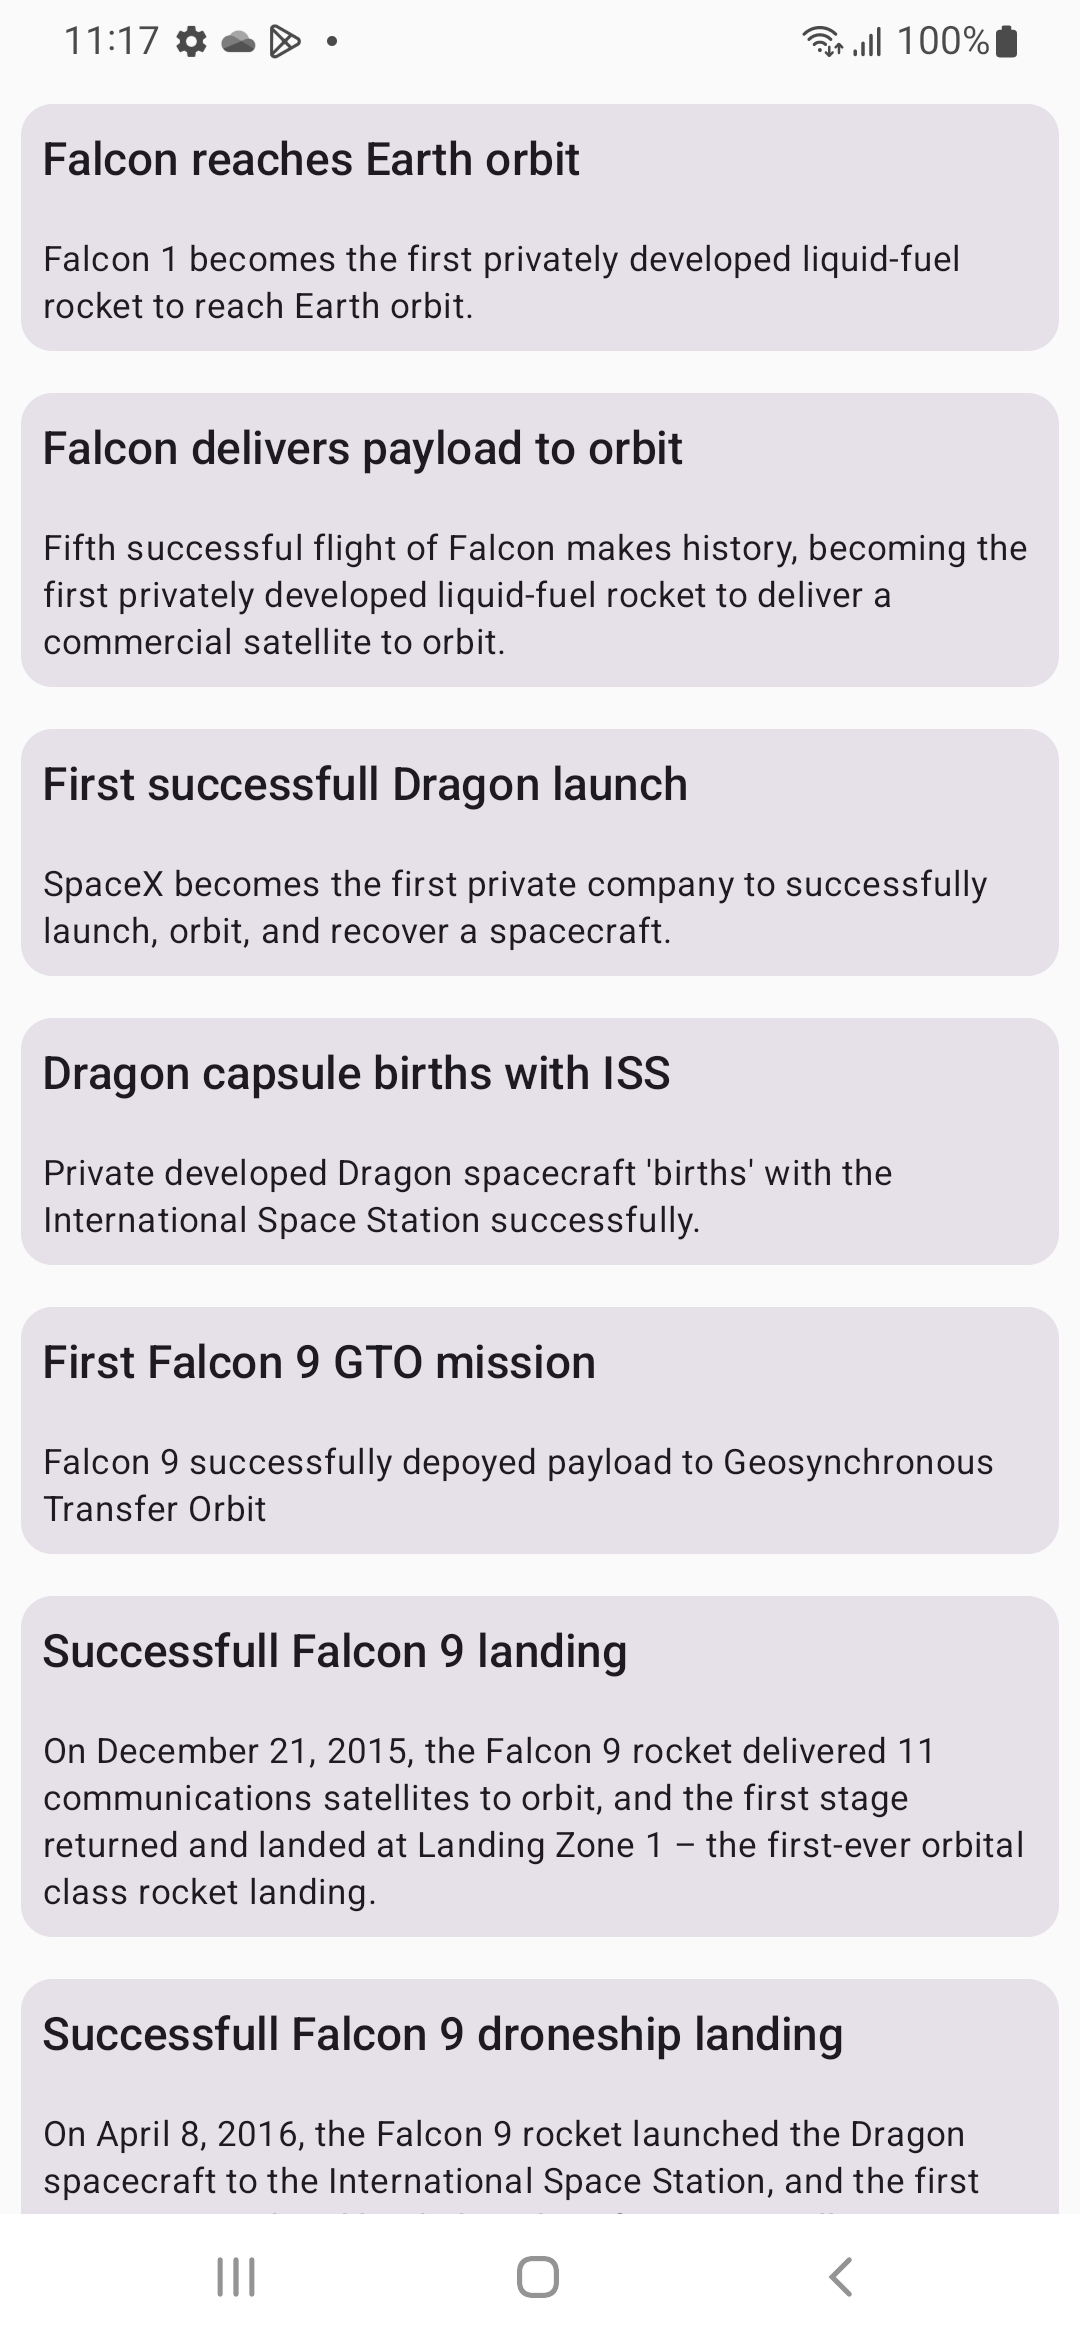 11:17
100%
Falcon reaches Earth orbit
Falcon 1 becomes the first privately developed liquid-fuel
rocket to reach Earth orbit.
Falcon delivers payload to orbit
Fifth successful flight of Falcon makes history, becoming the
first privately developed liquid-fuel rocket to deliver a
commercial satellite to orbit.
First successfull Dragon launch
SpaceX becomes the first private company to successfully
launch, orbit, and recover a spacecraft.
Dragon capsule births with ISS
Private developed Dragon spacecraft 'births' with the
International Space Station successfully.
First Falcon 9 GTO mission
Falcon 9 successfully depoyed payload to Geosynchronous
Transfer Orbit
Successfull Falcon 9 landing
On December 21, 2015, the Falcon 9 rocket delivered 11
communications satellites to orbit, and the first stage
returned and landed at Landing Zone 1 – the first-ever orbital
class rocket landing.
Successfull Falcon 9 droneship landing
On April 8, 2016, the Falcon 9 rocket launched the Dragon
spacecraft to the International Space Station, and the first